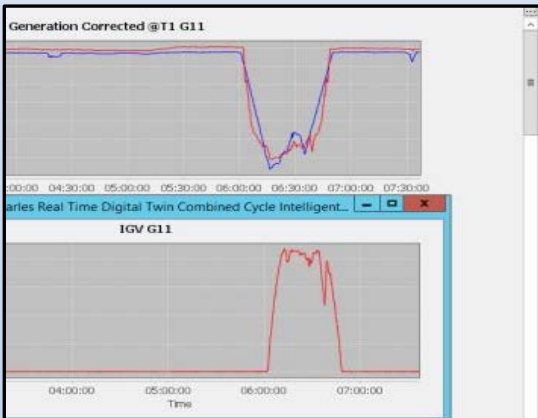 Generation Corrected @T1 G11
:00:00 04:30:00 05:00:00 05:30:00 06:00:00 06:30:00 07:00:00 07:30:00
arles Real Time Digital Twin Combined Cycle Intelligent...
IGV G11
04:00:00 05:00:00 06:00:00 07:00:00
Time